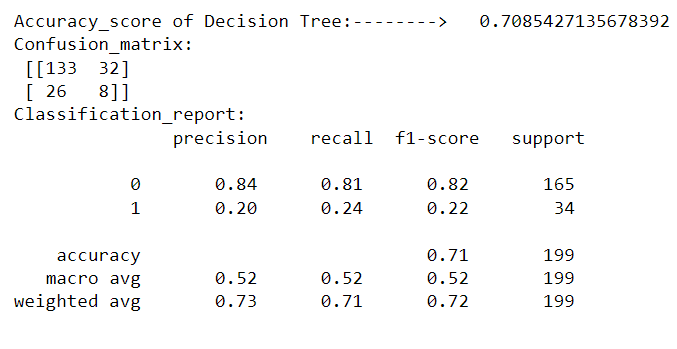 Accuracy_score of Decision Tree:--------> 0.7085427135678392
Confusion_matrix:
[[133 32]
[ 26 8]]
Classification_report:
precision recall f1-score support
0 0.84 0.81 0.82 165
1 0.20 0.24 0.22 34
accuracy 0.71 199
macro avg 0.52 0.52 0.52 199
weighted avg 0.73 0.71 0.72 199